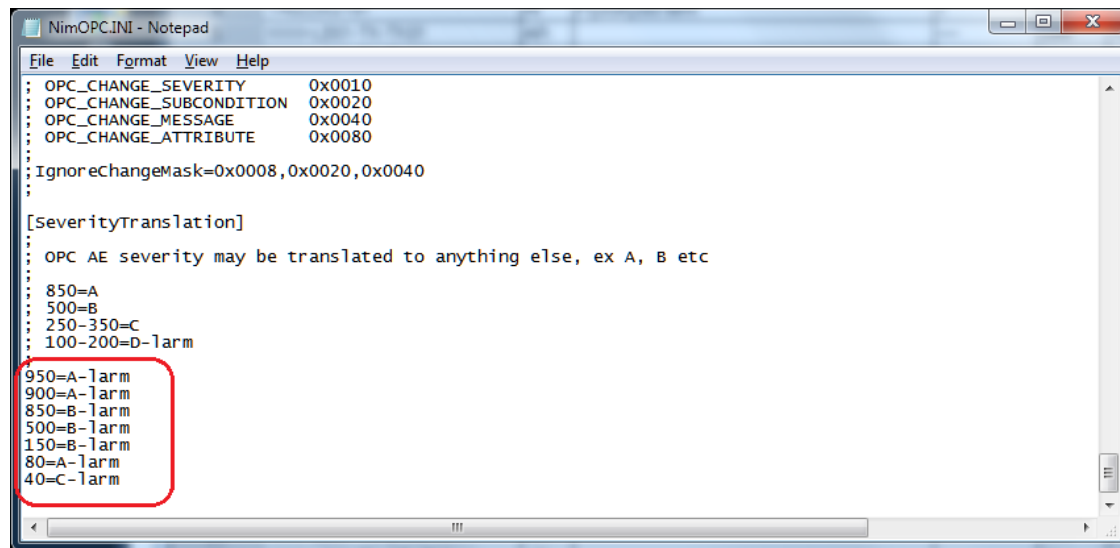 NimOPC.INI - Notepad
File Edit Format View Help
; OPC_CHANGE_SEVERITY 0x0010
; OPC_CHANGE_SUBCONDITION 0x0020
; OPC_CHANGE_MESSAGE 0x0040
; OPC_CHANGE_ATTRIBUTE 0x0080
;
;IgnoreChangeMask=0x0008,0x0020,0x0040
;
[SeverityTranslation]
;
; OPC AE severity may be translated to anything else, ex A, B etc
;
; 850=A
; 500=B
; 250-350=C
; 100-200=D-larm
;
950=A-larm
900=A-larm
850=B-larm
500=B-larm
150=B-larm
80=A-larm
40=C-larm